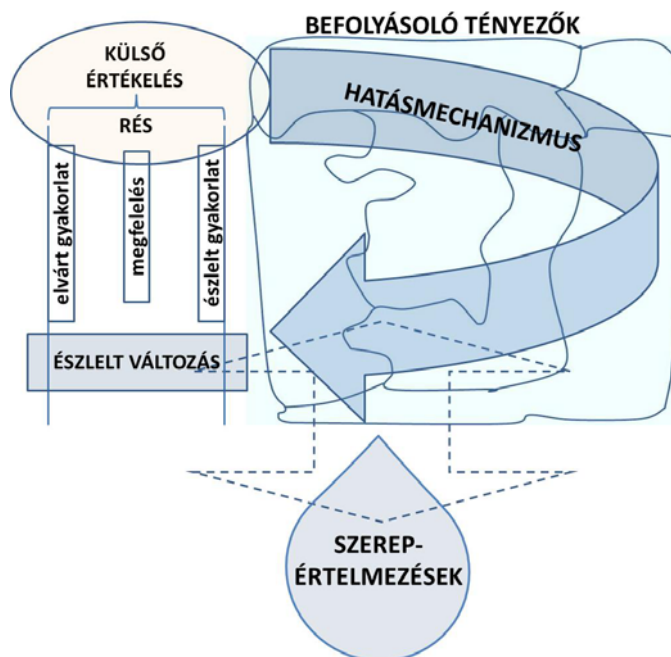 BEFOLYÁSOLÓ TÉNYEZŐK
KÜLSŐ
ÉRTÉKELÉS
RÉS
HATÁSMECHANIZMUS
elvárt gyakorlat
megfelelés
észlelt gyakorlat
ÉSZLELT VÁLTOZÁS
SZEREP-
ÉRTELMEZÉSEK